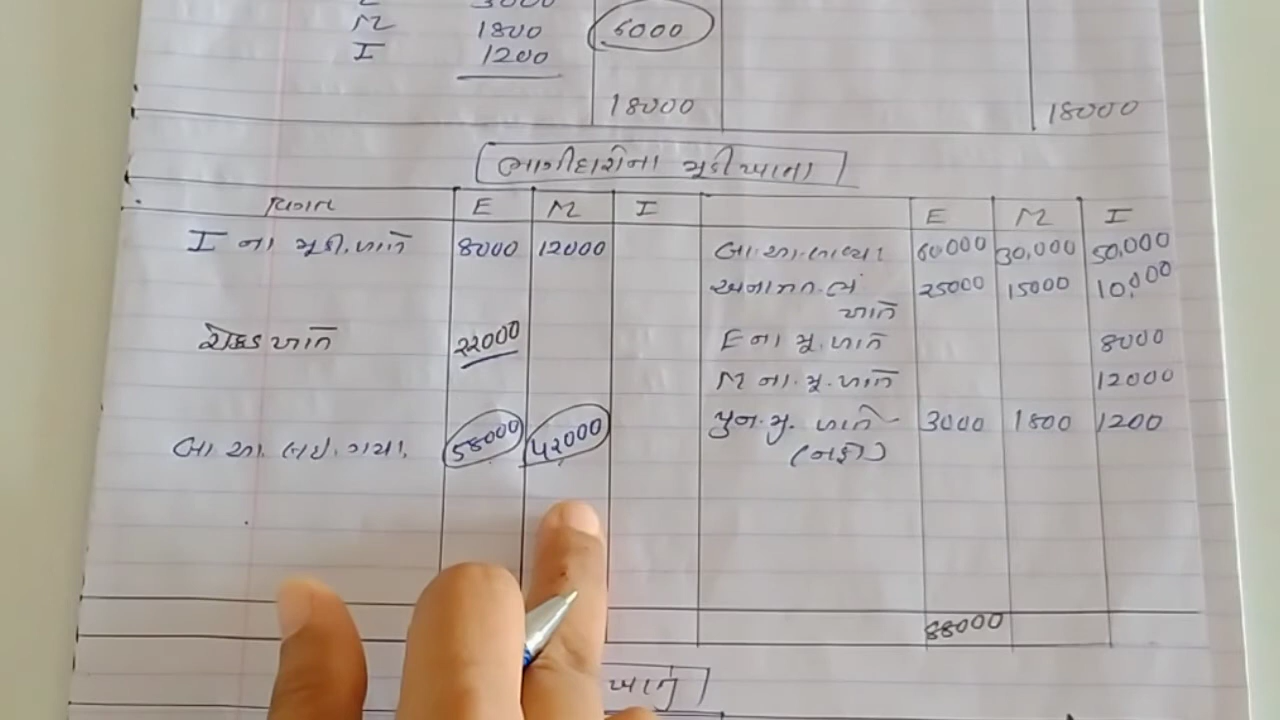 M 1800 6000
I 1200
18000 18000
ભાગીદારોના મૂડીખાતા
વિગત E M I E M I
I ના મૂડી.ખાતે 8000 12000 બા.આ.લાવ્યા 60000 30,000 50,000
અનામત.ભં 25000 15000 10,000
ખાતે
રોકડ ખાતે 22000 E ના મૂ.ખાતે 8000
M ના.મૂ.ખાતે 12000
પુન.મૂ. ખાતે 3000 1800 1200
બા.આ. લઇ.ગયા. 58000 42000 (નફો)
88000
ખાતું